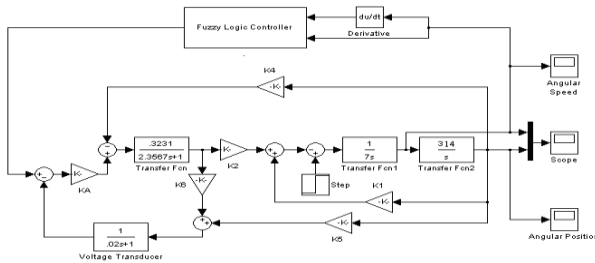 Fuzzy Logic Controller
du/dt
Derivative
K4
-K-
Angular
Speed
.3231
2.3567s+1
Transfer Fcn
K-
K2
1
7s
Transfer Fcn1
314
s
Transfer Fcn2
Scope
K-
KA
-K-
K6
Step
-K-
K1
-K-
K5
Angular Position
1
.02s+1
Voltage Transducer